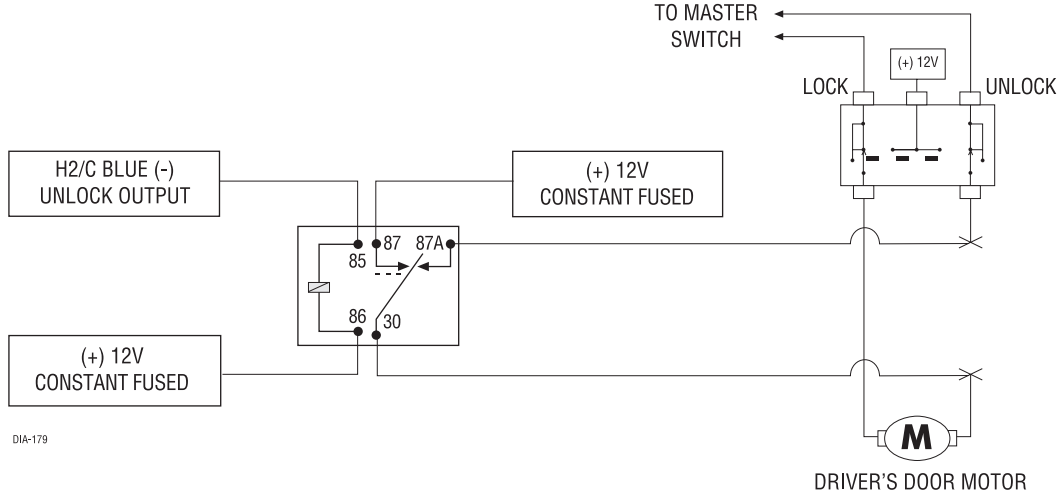 TO MASTER
SWITCH
(+) 12V
LOCK
UNLOCK
H2/C BLUE (-)
UNLOCK OUTPUT
(+) 12V
CONSTANT FUSED
87
87A
85
86
30
(+) 12V
CONSTANT FUSED
M
DIA-179
DRIVER'S DOOR MOTOR